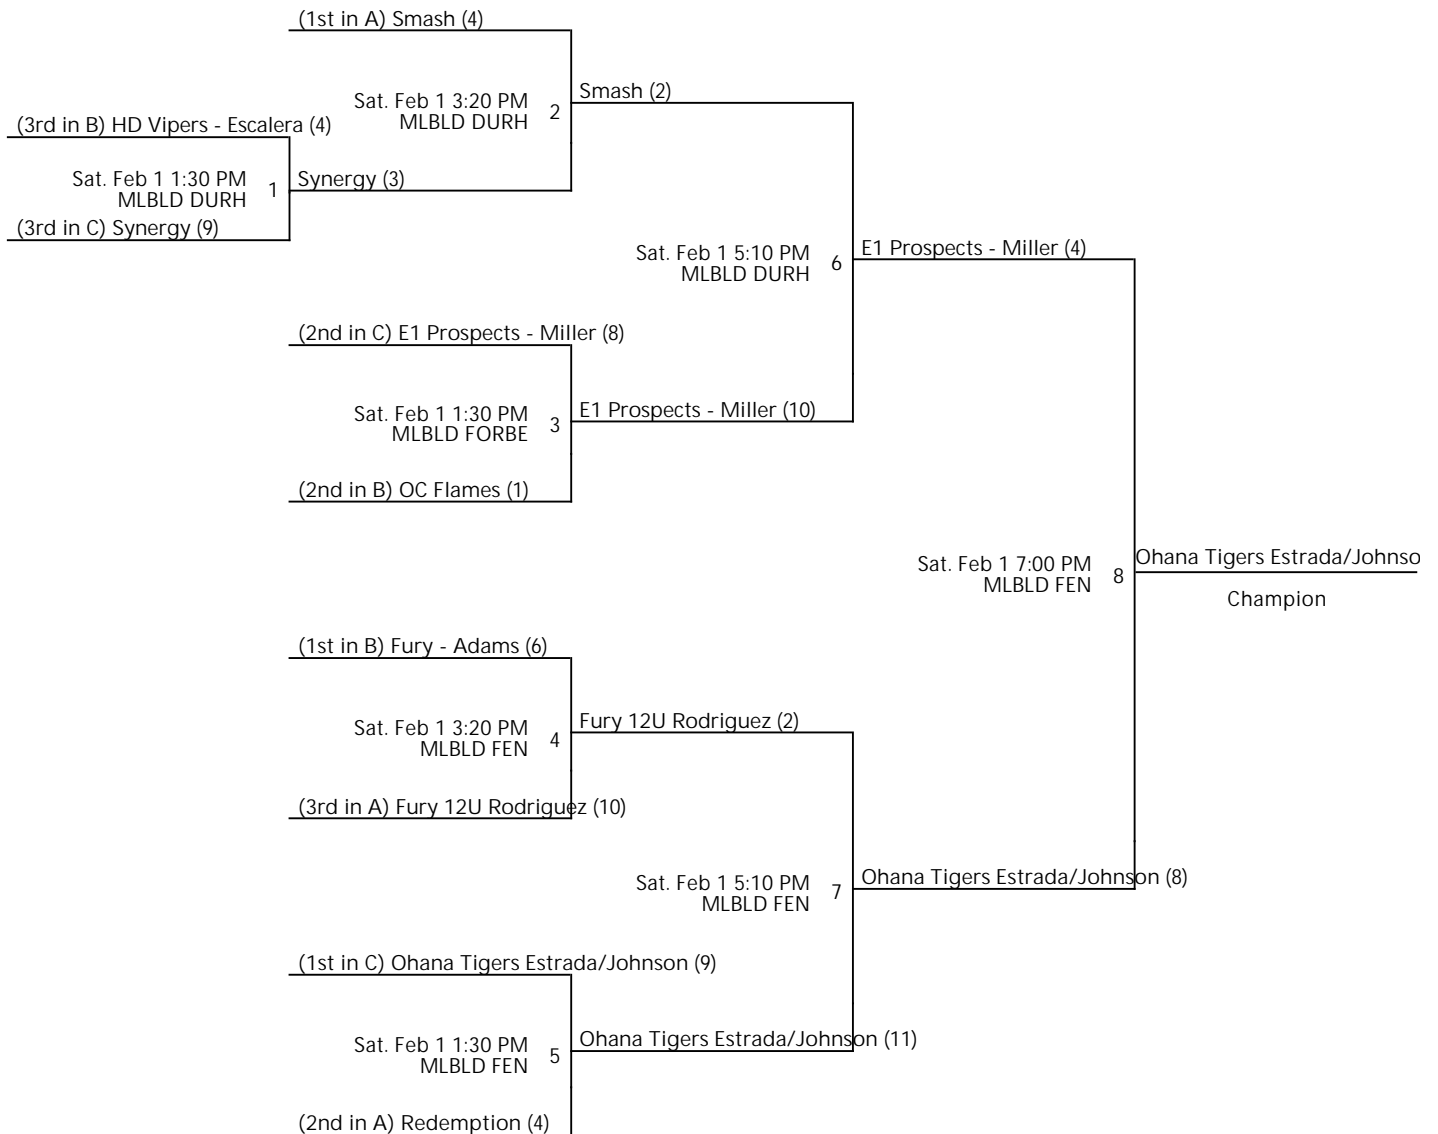 (1st in A) Smash (4)
Sat. Feb 1 3:20 PM
MLBLD DURH
2
Smash (2)
(3rd in B) HD Vipers - Escalera (4)
Sat. Feb 1 1:30 PM
MLBLD DURH
1
Synergy (3)
(3rd in C) Synergy (9)
Sat. Feb 1 5:10 PM
MLBLD DURH
6
E1 Prospects - Miller (4)
(2nd in C) E1 Prospects - Miller (8)
Sat. Feb 1 1:30 PM
MLBLD FORBE
3
E1 Prospects - Miller (10)
(2nd in B) OC Flames (1)
Sat. Feb 1 7:00 PM
MLBLD FEN
8
Ohana Tigers Estrada/Johnso
Champion
(1st in B) Fury - Adams (6)
Sat. Feb 1 3:20 PM
MLBLD FEN
4
Fury 12U Rodriguez (2)
(3rd in A) Fury 12U Rodriguez (10)
Sat. Feb 1 5:10 PM
MLBLD FEN
7
Ohana Tigers Estrada/Johnson (8)
(1st in C) Ohana Tigers Estrada/Johnson (9)
Sat. Feb 1 1:30 PM
MLBLD FEN
5
Ohana Tigers Estrada/Johnson (11)
(2nd in A) Redemption (4)